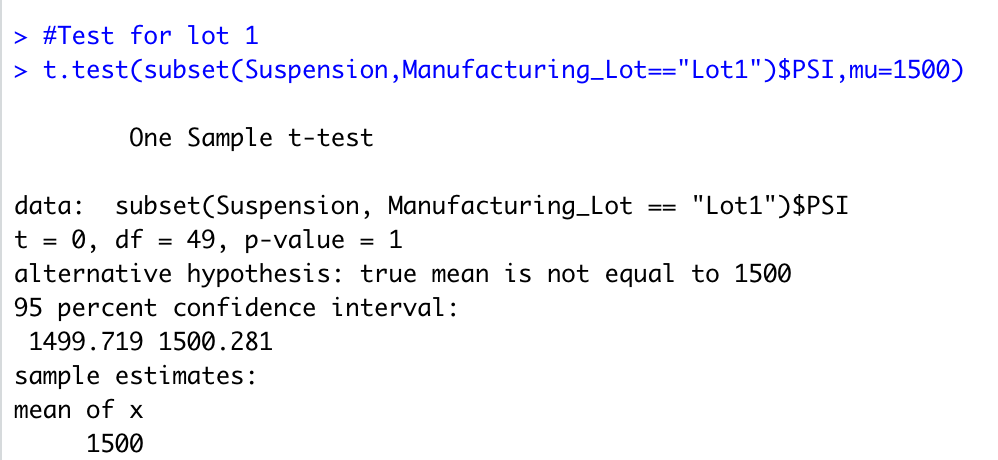 > #Test for lot 1
> t.test(subset(Suspension,Manufacturing_Lot=="Lot1")$PSI,mu=1500)
One Sample t-test
data:  subset(Suspension, Manufacturing_Lot == "Lot1")$PSI
t = 0, df = 49, p-value = 1
alternative hypothesis: true mean is not equal to 1500
95 percent confidence interval:
1499.719 1500.281
sample estimates:
mean of x
1500